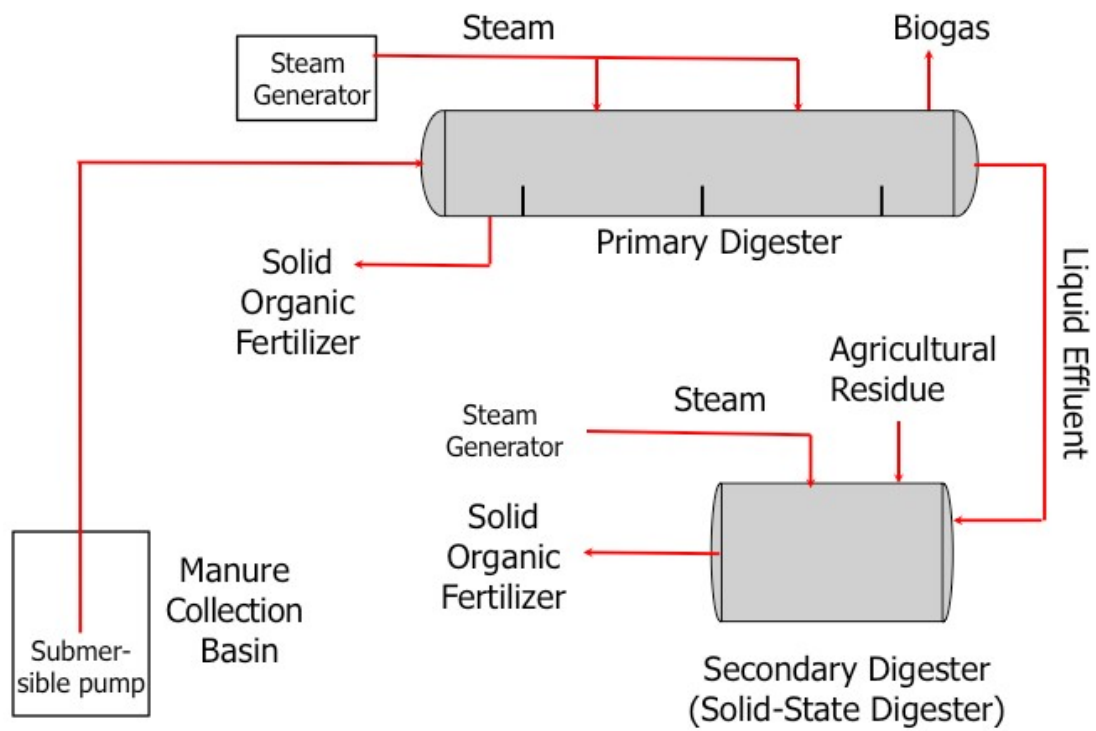 Steam
Biogas
Steam
Generator
Primary Digester
Solid
Organic
Fertilizer
Liquid Effluent
Agricultural
Residue
Steam
Steam
Generator
Solid
Organic
Fertilizer
Manure
Collection
Basin
Submer-
sible pump
Secondary Digester
(Solid-State Digester)